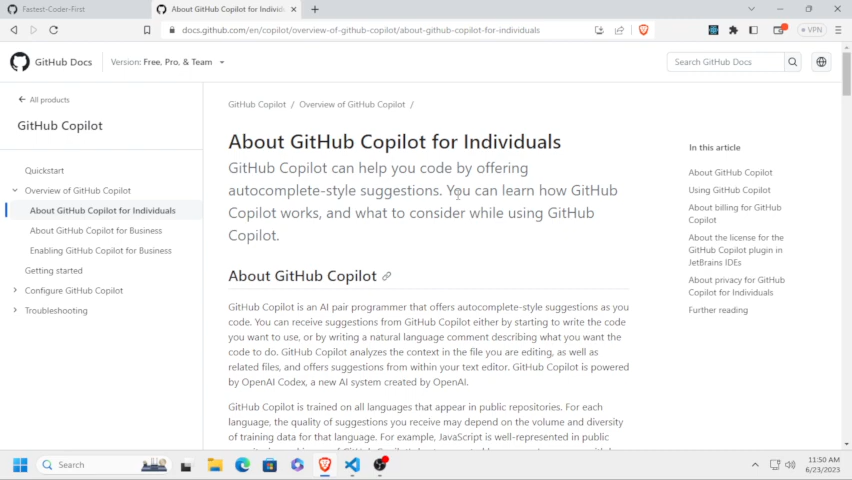 Fastest-Coder-First
About GitHub Copilot for Individu
docs.github.com/en/copilot/overview-of-github-copilot/about-github-copilot-for-individuals
VPN
GitHub Docs
Version: Free, Pro, & Team
Search GitHub Docs
All products
GitHub Copilot
Quickstart
Overview of GitHub Copilot
About GitHub Copilot for Individuals
About GitHub Copilot for Business
Enabling GitHub Copilot for Business
Getting started
Configure GitHub Copilot
Troubleshooting
GitHub Copilot / Overview of GitHub Copilot /
About GitHub Copilot for Individuals
GitHub Copilot can help you code by offering
autocomplete-style suggestions. You can learn how GitHub
Copilot works, and what to consider while using GitHub
Copilot.
About GitHub Copilot
GitHub Copilot is an AI pair programmer that offers autocomplete-style suggestions as you
code. You can receive suggestions from GitHub Copilot either by starting to write the code
you want to use, or by writing a natural language comment describing what you want the
code to do. GitHub Copilot analyzes the context in the file you are editing, as well as
related files, and offers suggestions from within your text editor. GitHub Copilot is powered
by OpenAI Codex, a new AI system created by OpenAI.
GitHub Copilot is trained on all languages that appear in public repositories. For each
language, the quality of suggestions you receive may depend on the volume and diversity
of training data for that language. For example, JavaScript is well-represented in public
In this article
About GitHub Copilot
Using GitHub Copilot
About billing for GitHub
Copilot
About the license for the
GitHub Copilot plugin in
JetBrains IDEs
About privacy for GitHub
Copilot for Individuals
Further reading
Search
11:50 AM
6/23/2023